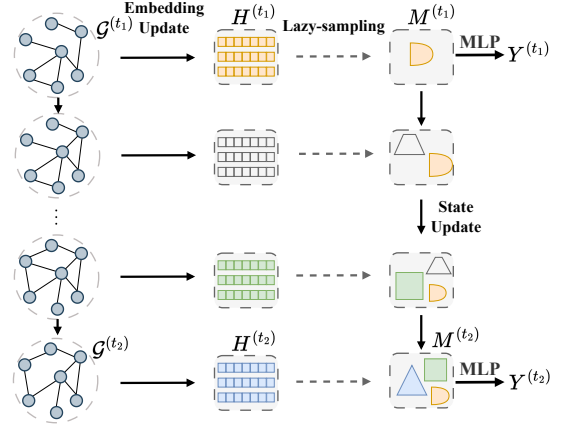 𝒢^(t₁)
Embedding
Update
H^(t₁)
Lazy-sampling
M^(t₁)
MLP
Y^(t₁)
⋮
State
Update
𝒢^(t₂)
H^(t₂)
M^(t₂)
MLP
Y^(t₂)